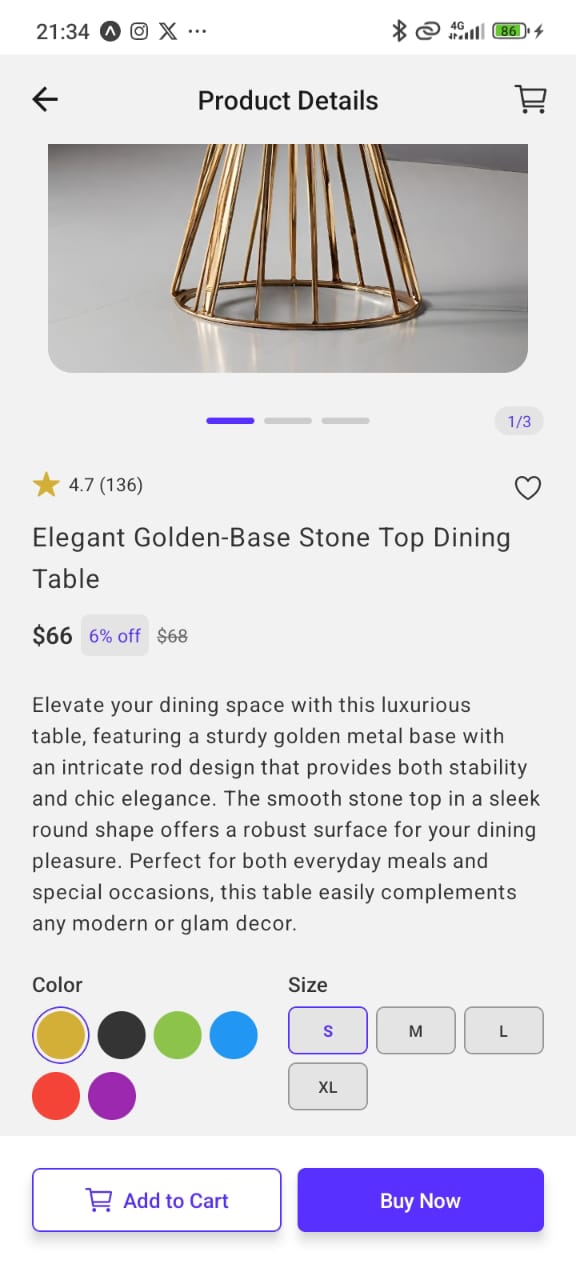 21:34
4G
86
Product Details
1/3
4.7 (136)
Elegant Golden-Base Stone Top Dining
Table
$66 6% off $68
Elevate your dining space with this luxurious
table, featuring a sturdy golden metal base with
an intricate rod design that provides both stability
and chic elegance. The smooth stone top in a sleek
round shape offers a robust surface for your dining
pleasure. Perfect for both everyday meals and
special occasions, this table easily complements
any modern or glam decor.
Color
Size
S M L
XL
Add to Cart
Buy Now